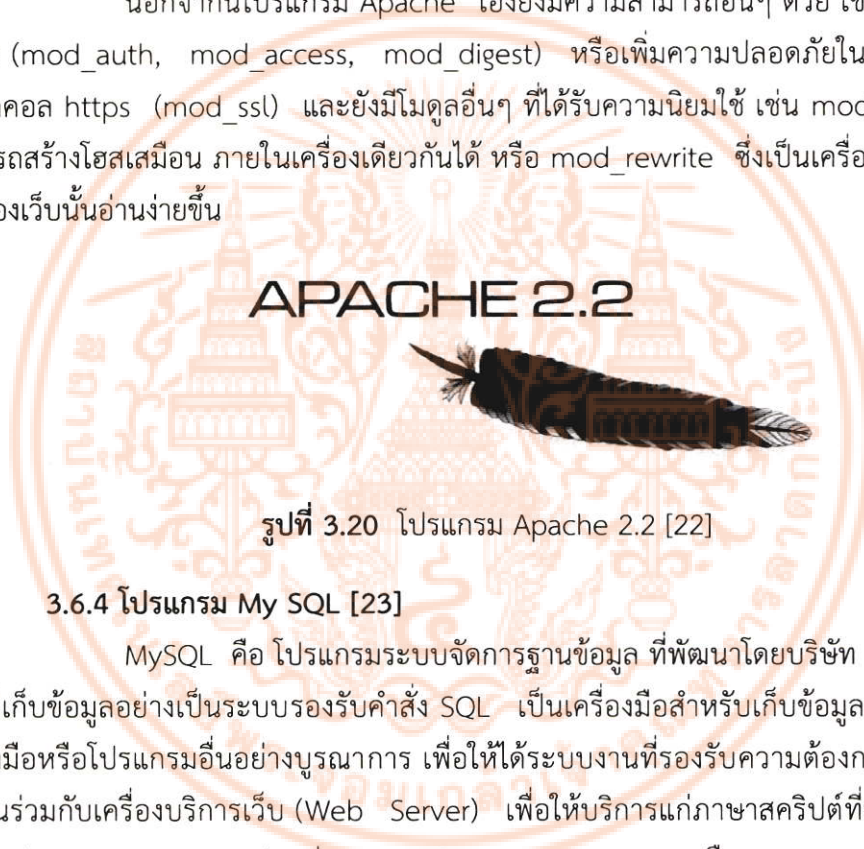 นอกจากนี้โปรแกรม Apache เองยังมีความสามารถอื่นๆ ด้วย เช่
(mod_auth, mod_access, mod_digest) หรือเพิ่มความปลอดภัยใน
คอล https (mod_ssl) และยังมีโมดูลอื่นๆ ที่ได้รับความนิยมใช้ เช่น mod
รถสร้างโฮสเสมือน ภายในเครื่องเดียวกันได้ หรือ mod_rewrite ซึ่งเป็นเครื่อ
องเว็บนั้นอ่านง่ายขึ้น
APACHE 2.2
รูปที่ 3.20 โปรแกรม Apache 2.2 [22]
3.6.4 โปรแกรม My SQL [23]
MySQL คือ โปรแกรมระบบจัดการฐานข้อมูล ที่พัฒนาโดยบริษัท
เก็บข้อมูลอย่างเป็นระบบรองรับคำสั่ง SQL เป็นเครื่องมือสำหรับเก็บข้อมูล
งมือหรือโปรแกรมอื่นอย่างบูรณาการ เพื่อให้ได้ระบบงานที่รองรับความต้องก
นร่วมกับเครื่องบริการเว็บ (Web Server) เพื่อให้บริการแก่ภาษาสคริปต์ที่